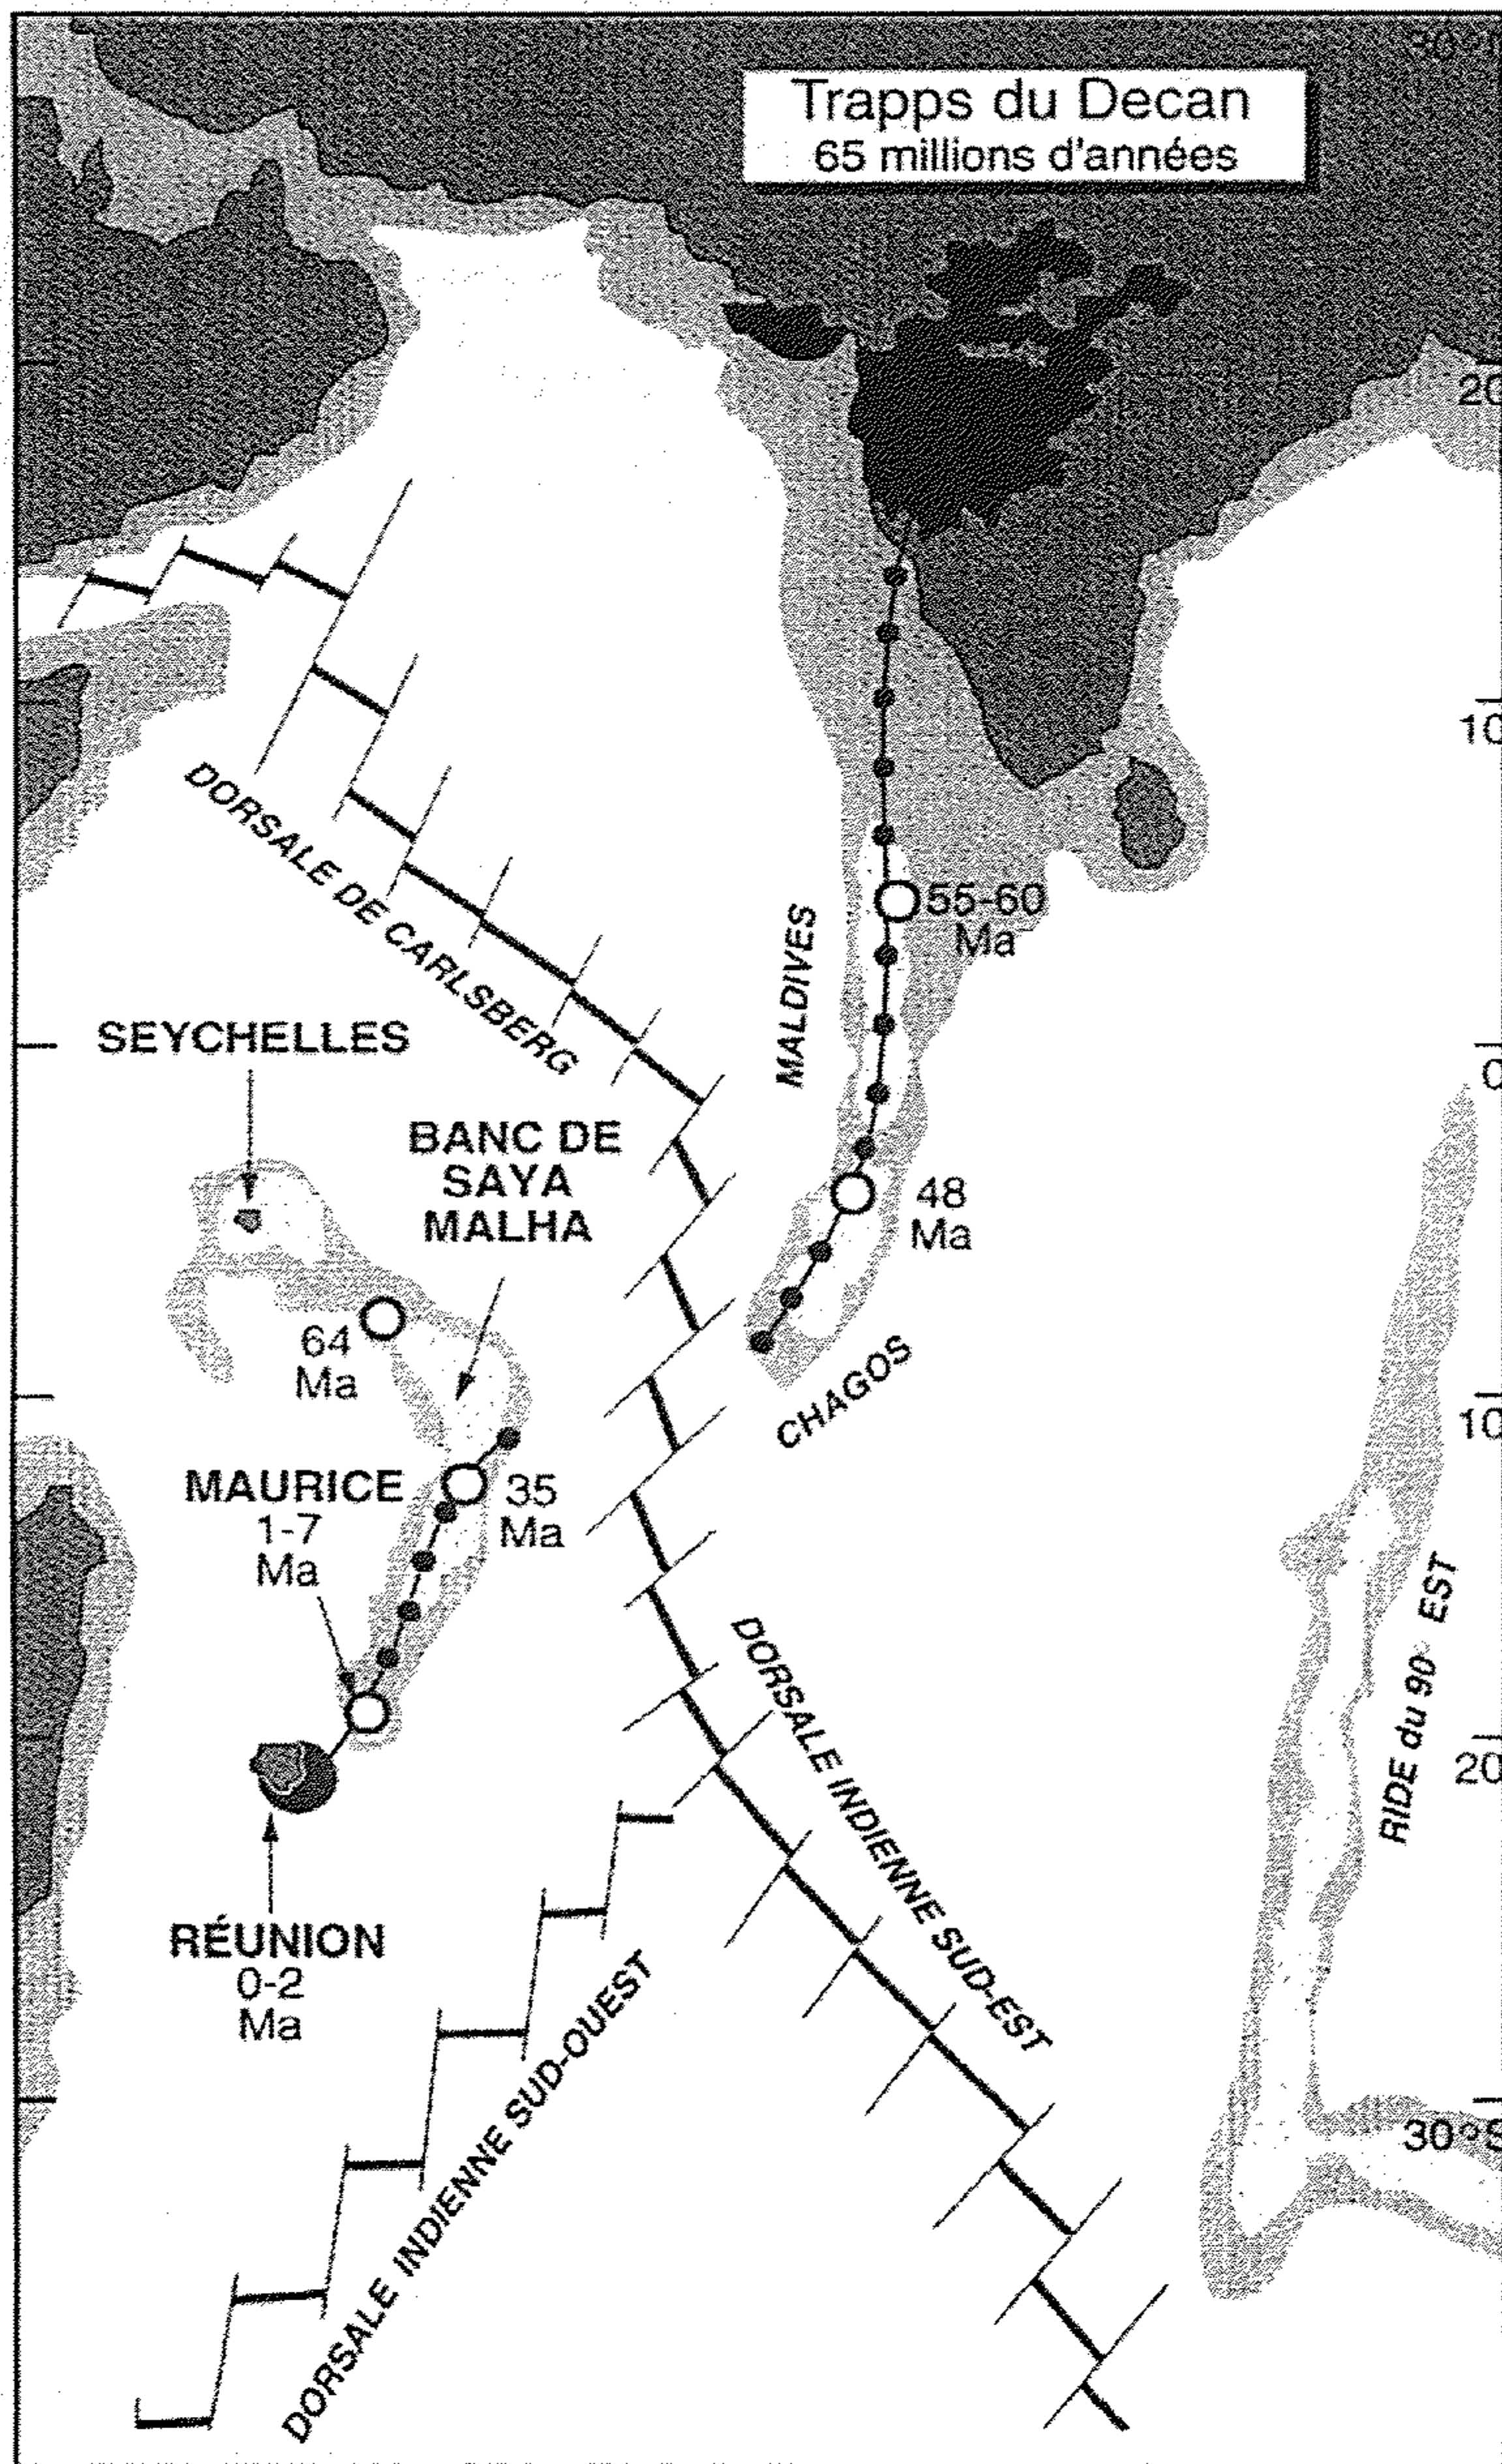 Trapps du Decan
65 millions d'années
20
10
DORSALE DE CARLSBERG
55-60
Ma
MALDIVES
SEYCHELLES
0
BANC DE
SAYA
MALHA
48
Ma
64
Ma
CHAGOS
10
MAURICE
1-7
Ma
35
Ma
RIDE du 90° EST
DORSALE INDIENNE SUD-EST
20
RÉUNION
0-2
Ma
DORSALE INDIENNE SUD-OUEST
30°S